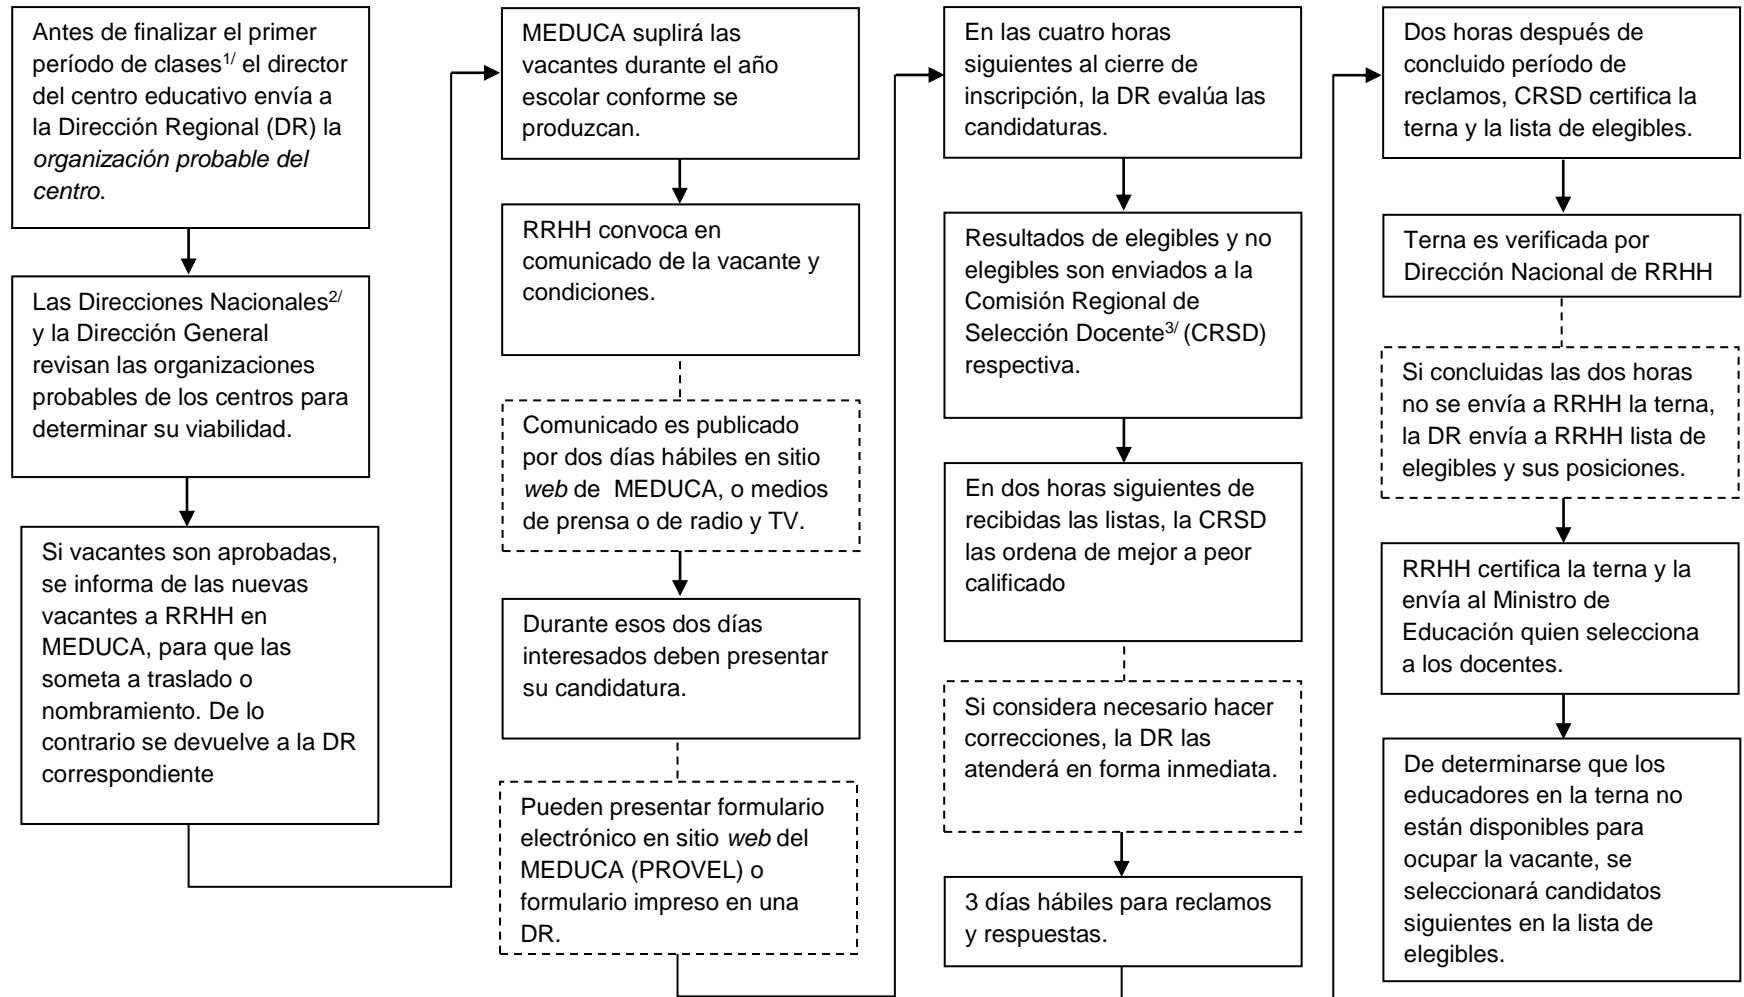 Antes de finalizar el primer
período de clases1/ el director
del centro educativo envía a
la Dirección Regional (DR) la
organización probable del
centro.
Las Direcciones Nacionales2/
y la Dirección General
revisan las organizaciones
probables de los centros para
determinar su viabilidad.
Si vacantes son aprobadas,
se informa de las nuevas
vacantes a RRHH en
MEDUCA, para que las
someta a traslado o
nombramiento. De lo
contrario se devuelve a la DR
correspondiente
MEDUCA suplirá las
vacantes durante el año
escolar conforme se
produzcan.
RRHH convoca en
comunicado de la vacante y
condiciones.
Comunicado es publicado
por dos días hábiles en sitio
web de MEDUCA, o medios
de prensa o de radio y TV.
Durante esos dos días
interesados deben presentar
su candidatura.
Pueden presentar formulario
electrónico en sitio web del
MEDUCA (PROVEL) o
formulario impreso en una
DR.
En las cuatro horas
siguientes al cierre de
inscripción, la DR evalúa las
candidaturas.
Resultados de elegibles y no
elegibles son enviados a la
Comisión Regional de
Selección Docente3/ (CRSD)
respectiva.
En dos horas siguientes de
recibidas las listas, la CRSD
las ordena de mejor a peor
calificado
Si considera necesario hacer
correcciones, la DR las
atenderá en forma inmediata.
3 días hábiles para reclamos
y respuestas.
Dos horas después de
concluido período de
reclamos, CRSD certifica la
terna y la lista de elegibles.
Terna es verificada por
Dirección Nacional de RRHH
Si concluidas las dos horas
no se envía a RRHH la terna,
la DR envía a RRHH lista de
elegibles y sus posiciones.
RRHH certifica la terna y la
envía al Ministro de
Educación quien selecciona
a los docentes.
De determinarse que los
educadores en la terna no
están disponibles para
ocupar la vacante, se
seleccionará candidatos
siguientes en la lista de
elegibles.